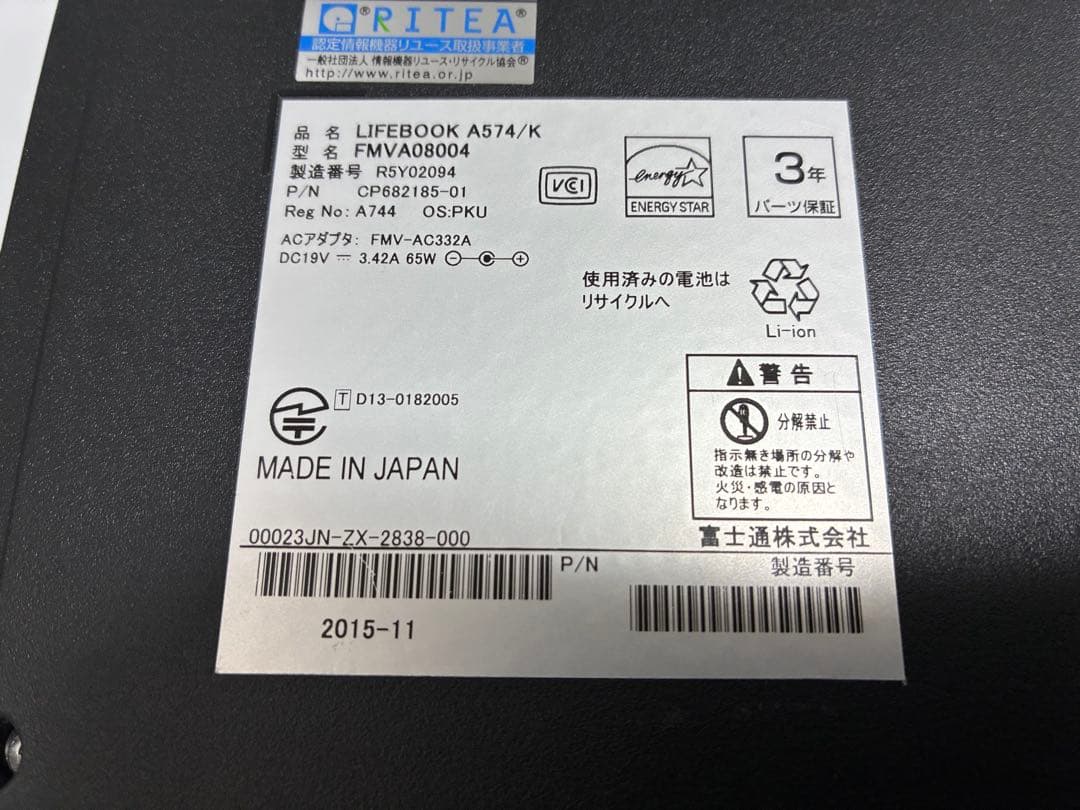 RITEA®
認定情報機器リユース取扱事業者
一般社団法人 情報機器リユース・リサイクル協会®
http://www.ritea.or.jp
品 名 LIFEBOOK A574/K
型 名 FMVA08004
製造番号 R5Y02094
P/N CP682185-01
Reg No: A744 OS:PKU
ACアダプタ: FMV-AC332A
DC19V 3.42A 65W
VCI
energy
ENERGY STAR
3年
パーツ保証
使用済みの電池は
リサイクルへ
Li-ion
警告
分解禁止
指示無き場所の分解や
改造は禁止です。
火災・感電の原因と
なります。
T D13-0182005
MADE IN JAPAN
00023JN-ZX-2838-000
富士通株式会社
P/N
製造番号
2015-11